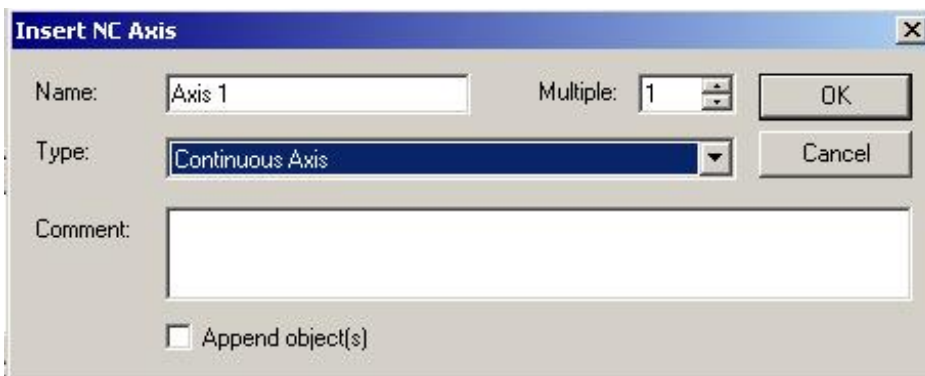 Insert NC Axis
Name: Axis 1 Multiple: 1 OK
Type: Continuous Axis Cancel
Comment:
Append object(s)